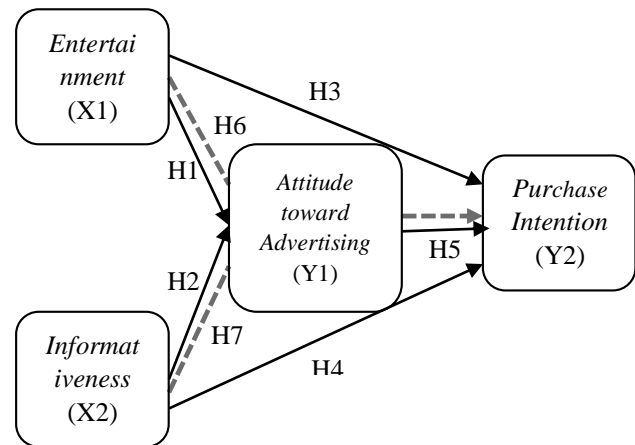 Entertai
nment
(X1)
H3
H6
H1
Attitude
toward
Advertising
(Y1)
Purchase
Intention
(Y2)
H5
H2
H7
Informat
iveness
(X2)
H4